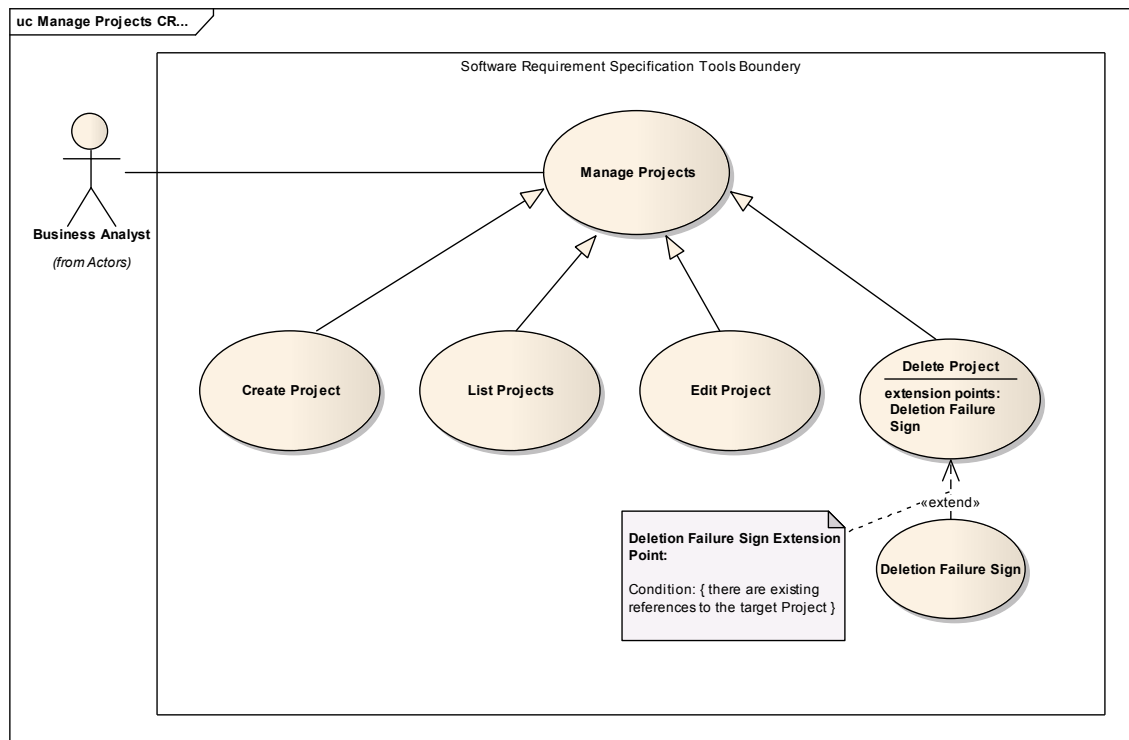 uc Manage Projects CR...
Software Requirement Specification Tools Boundery
Manage Projects
Business Analyst
(from Actors)
Create Project
List Projects
Edit Project
Delete Project
extension points:
Deletion Failure
Sign
«extend»
Deletion Failure Sign Extension
Point:
Condition: { there are existing
references to the target Project }
Deletion Failure Sign